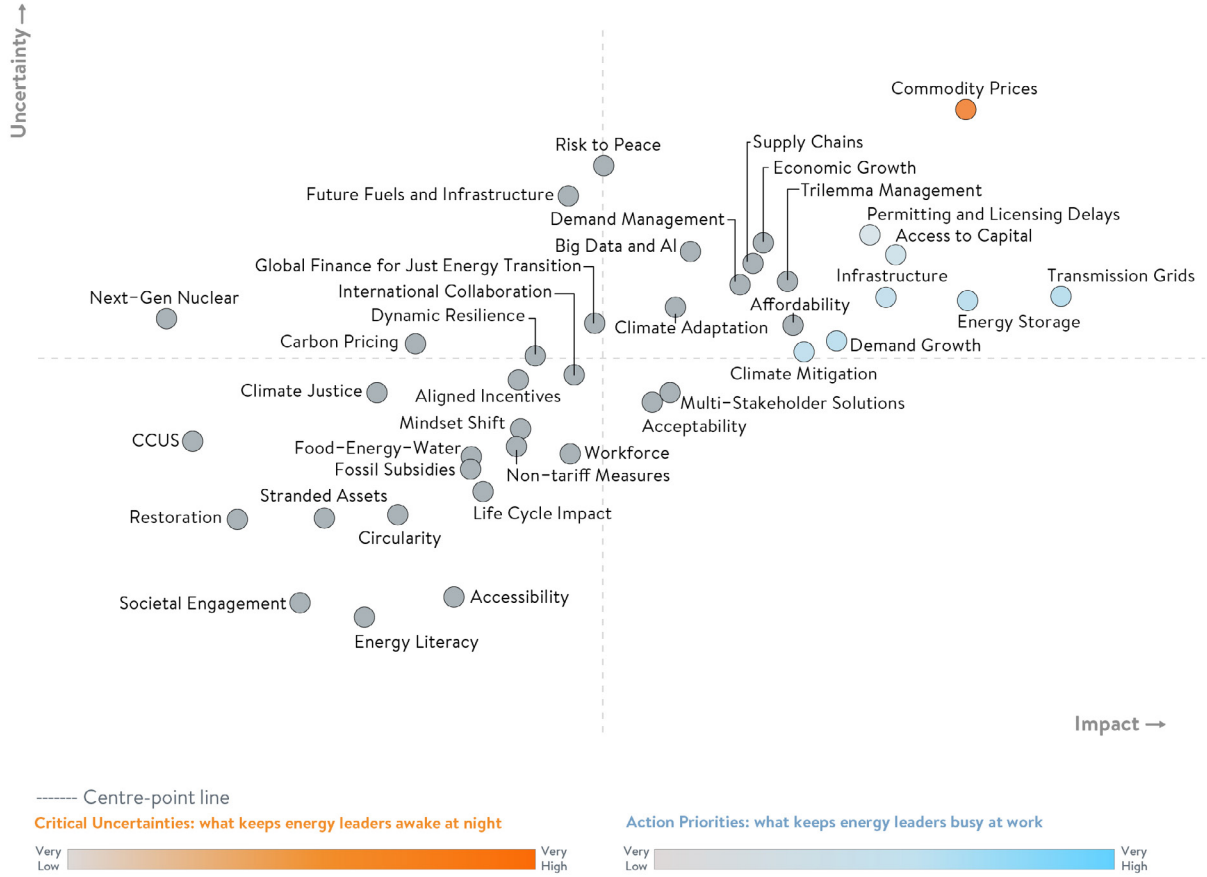 Uncertainty →
Commodity Prices
Risk to Peace
Supply Chains
Economic Growth
Future Fuels and Infrastructure
Trilemma Management
Demand Management
Permitting and Licensing Delays
Big Data and AI
Access to Capital
Global Finance for Just Energy Transition
Infrastructure
Transmission Grids
International Collaboration
Next-Gen Nuclear
Affordability
Dynamic Resilience
Climate Adaptation
Energy Storage
Carbon Pricing
Demand Growth
Climate Mitigation
Climate Justice
Aligned Incentives
Multi-Stakeholder Solutions
Mindset Shift
Acceptability
CCUS
Food-Energy-Water
Workforce
Fossil Subsidies
Non-tariff Measures
Stranded Assets
Restoration
Life Cycle Impact
Circularity
Societal Engagement
Accessibility
Energy Literacy
Impact →
------- Centre-point line
Critical Uncertainties: what keeps energy leaders awake at night
Very
Low
Very
High
Action Priorities: what keeps energy leaders busy at work
Very
Low
Very
High